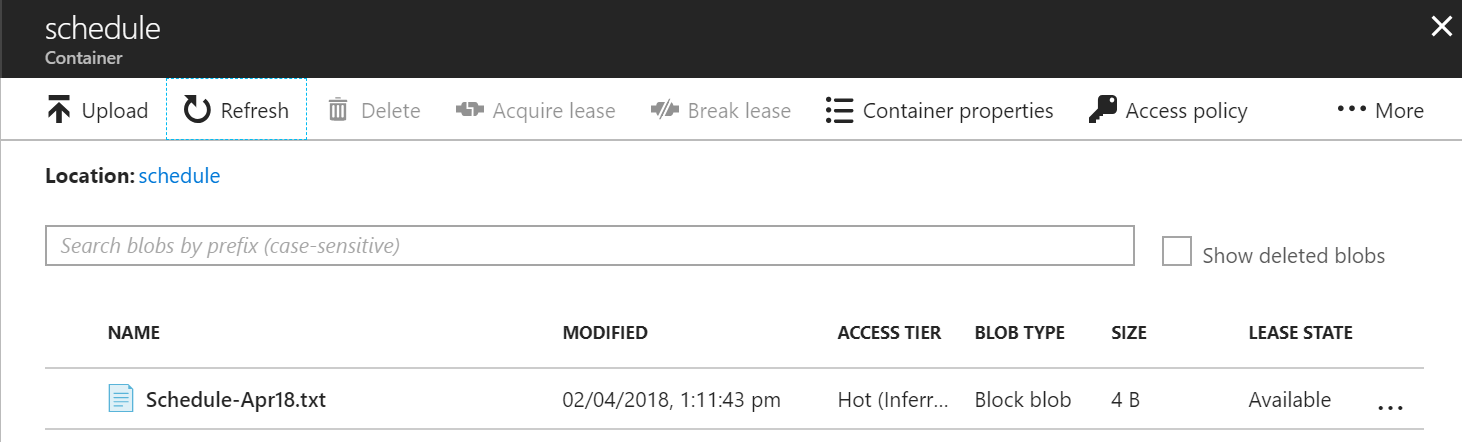 schedule
Container
Upload Refresh Delete Acquire lease Break lease Container properties Access policy ••• More
Location: schedule
Search blobs by prefix (case-sensitive)
Show deleted blobs
NAME MODIFIED ACCESS TIER BLOB TYPE SIZE LEASE STATE
Schedule-Apr18.txt 02/04/2018, 1:11:43 pm Hot (Inferr... Block blob 4 B Available ...